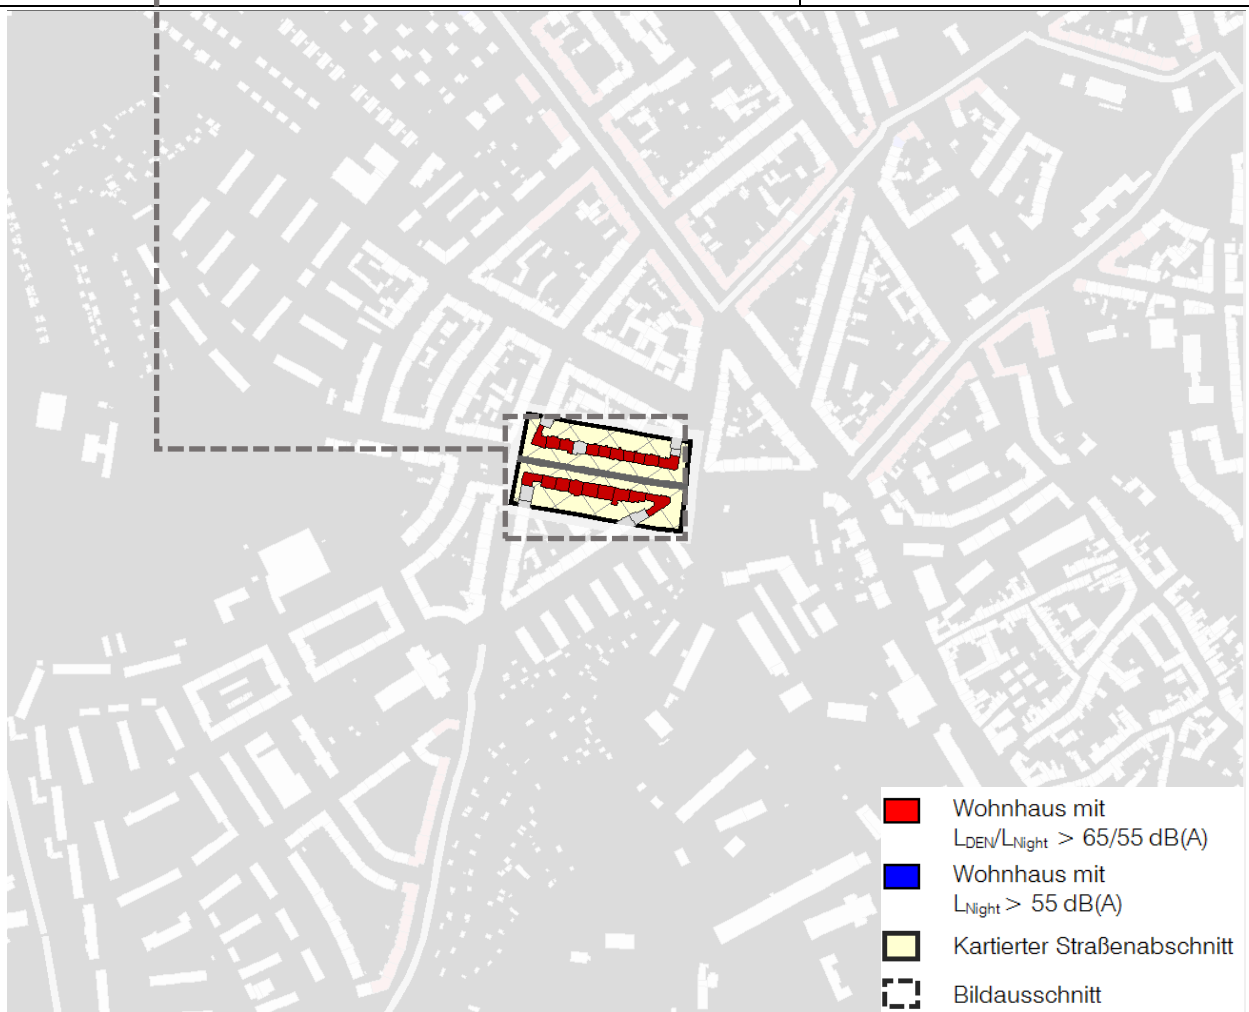 Wohnhaus mit
LDEN/LNight > 65/55 dB(A)
Wohnhaus mit
LNight > 55 dB(A)
Kartierter Straßenabschnitt
Bildausschnitt